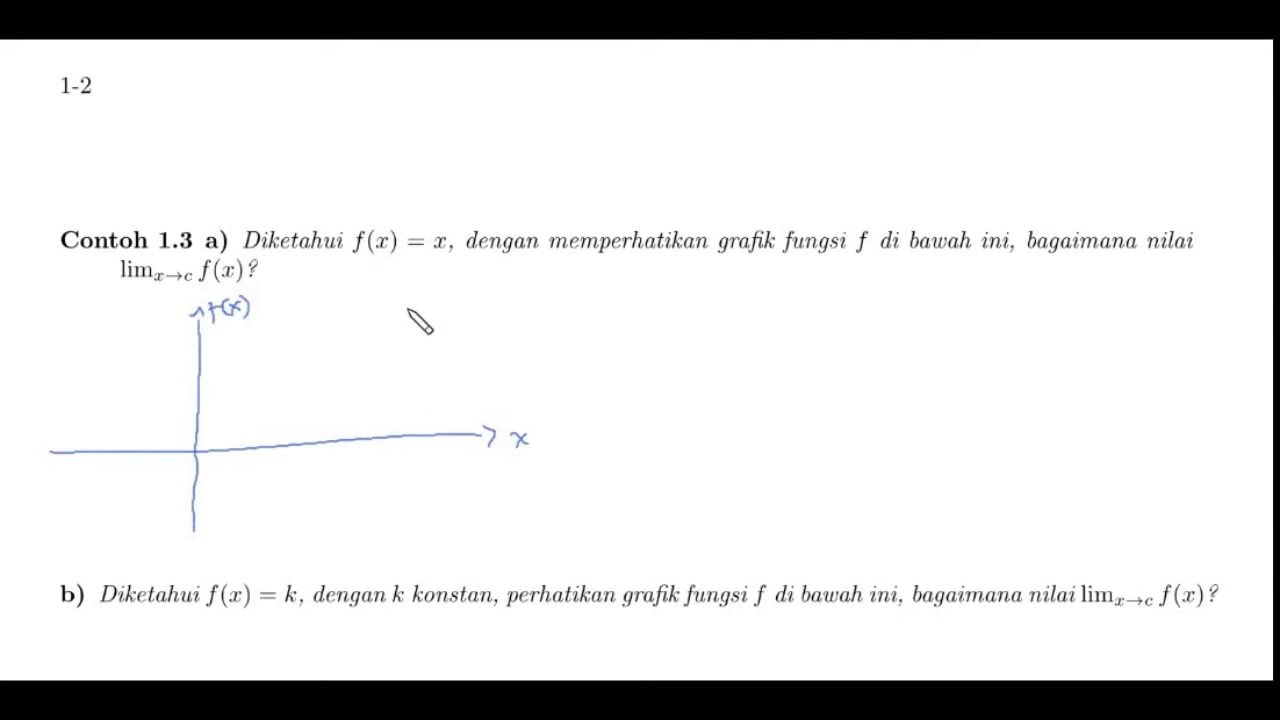 1-2
Contoh 1.3 a) Diketahui f(x) = x, dengan memperhatikan grafik fungsi f di bawah ini, bagaimana nilai
lim_{x→c} f(x)?
f(x)
x
b) Diketahui f(x) = k, dengan k konstan, perhatikan grafik fungsi f di bawah ini, bagaimana nilai lim_{x→c} f(x)?